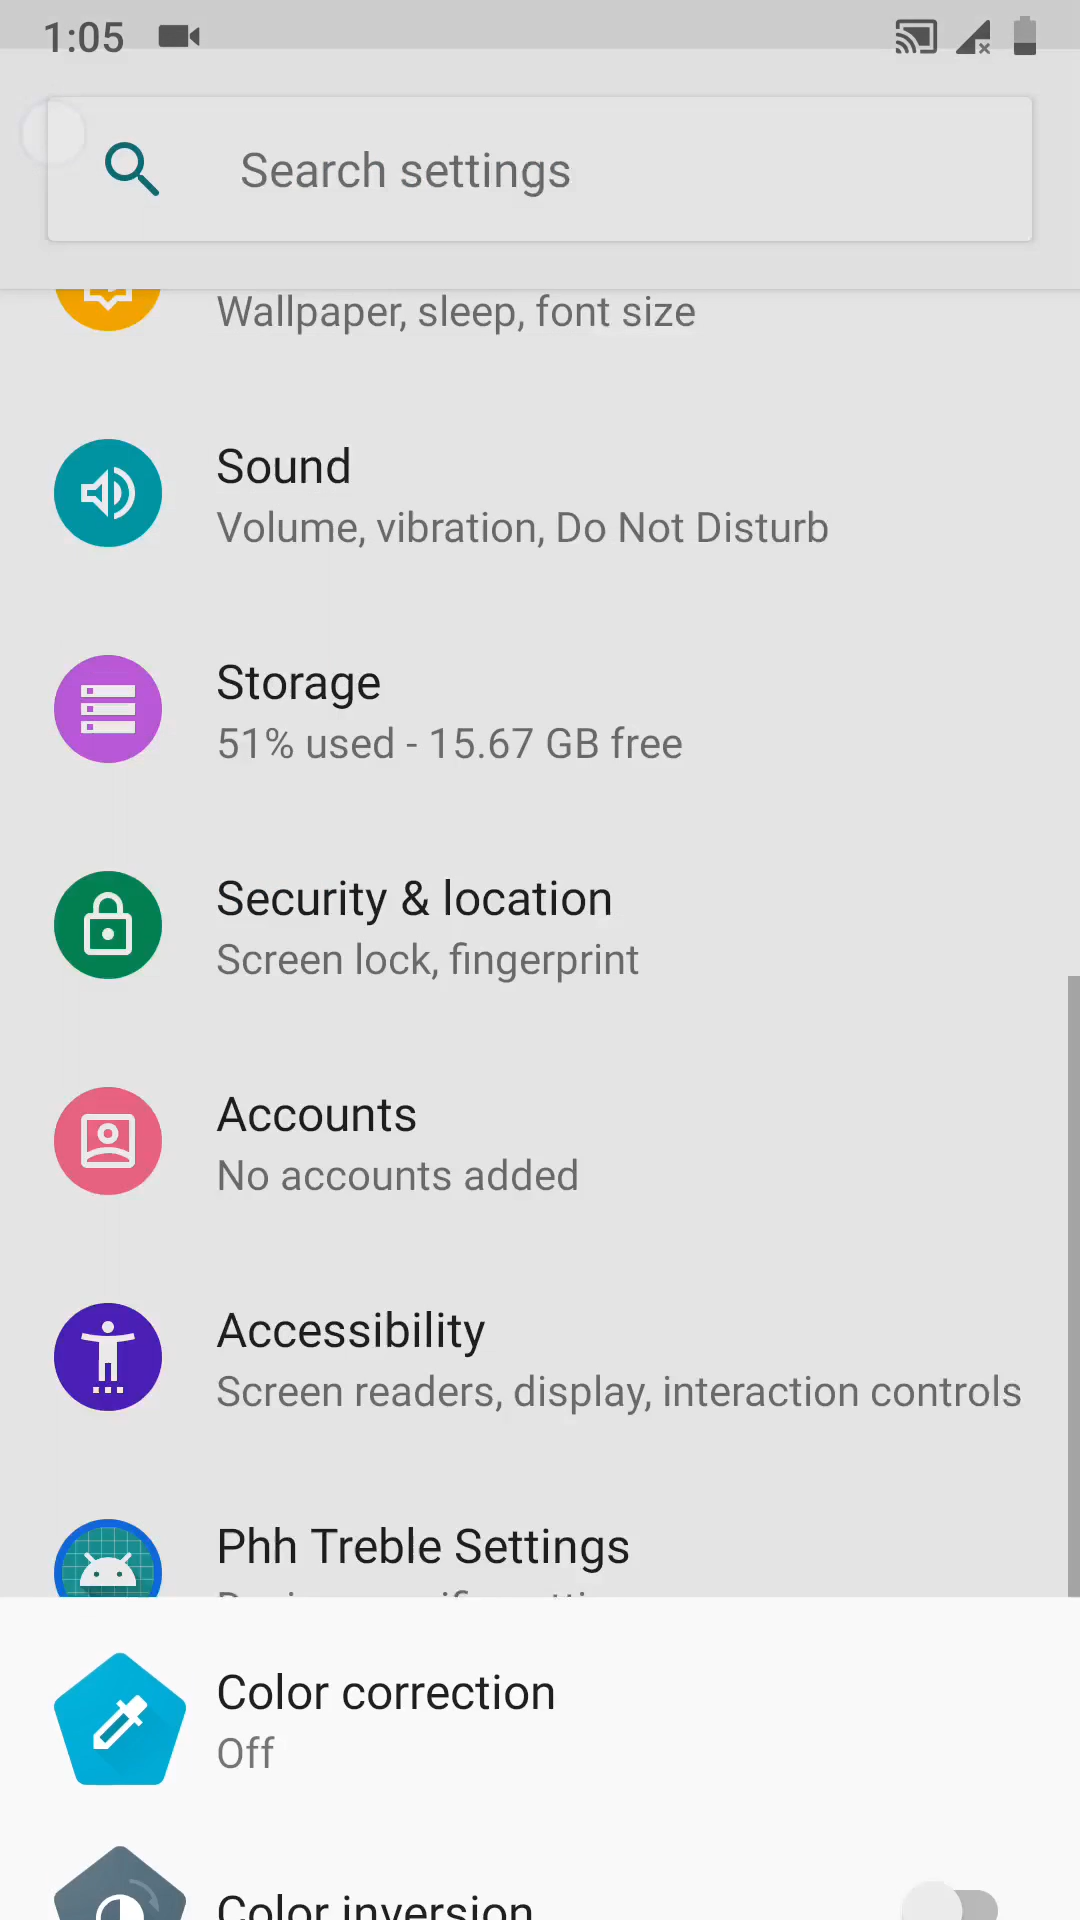 1:05
Search settings
Wallpaper, sleep, font size
Sound
Volume, vibration, Do Not Disturb
Storage
51% used - 15.67 GB free
Security & location
Screen lock, fingerprint
Accounts
No accounts added
Accessibility
Screen readers, display, interaction controls
Phh Treble Settings
Color correction
Off
Color inversion